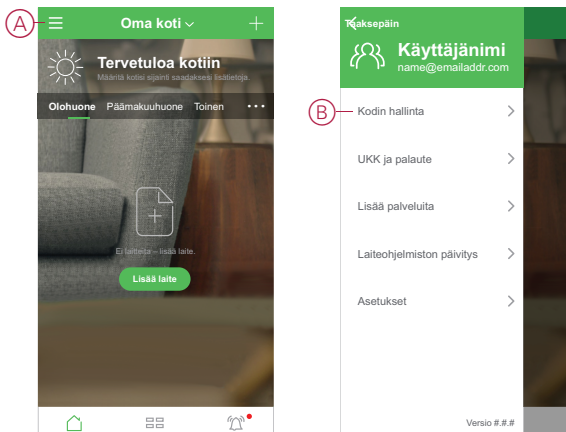 A
Oma koti
Tervetuloa kotiin
Määritä kotisi sijainti saadaksesi lisätietoja.
Olohuone Päämakuuhuone Toinen ...
Ei laitteita – lisää laite.
Lisää laite
Taaksepäin
Käyttäjänimi
name@emailaddr.com
B
Kodin hallinta
UKK ja palaute
Lisää palveluita
Laiteohjelmiston päivitys
Asetukset
Versio #.#.#